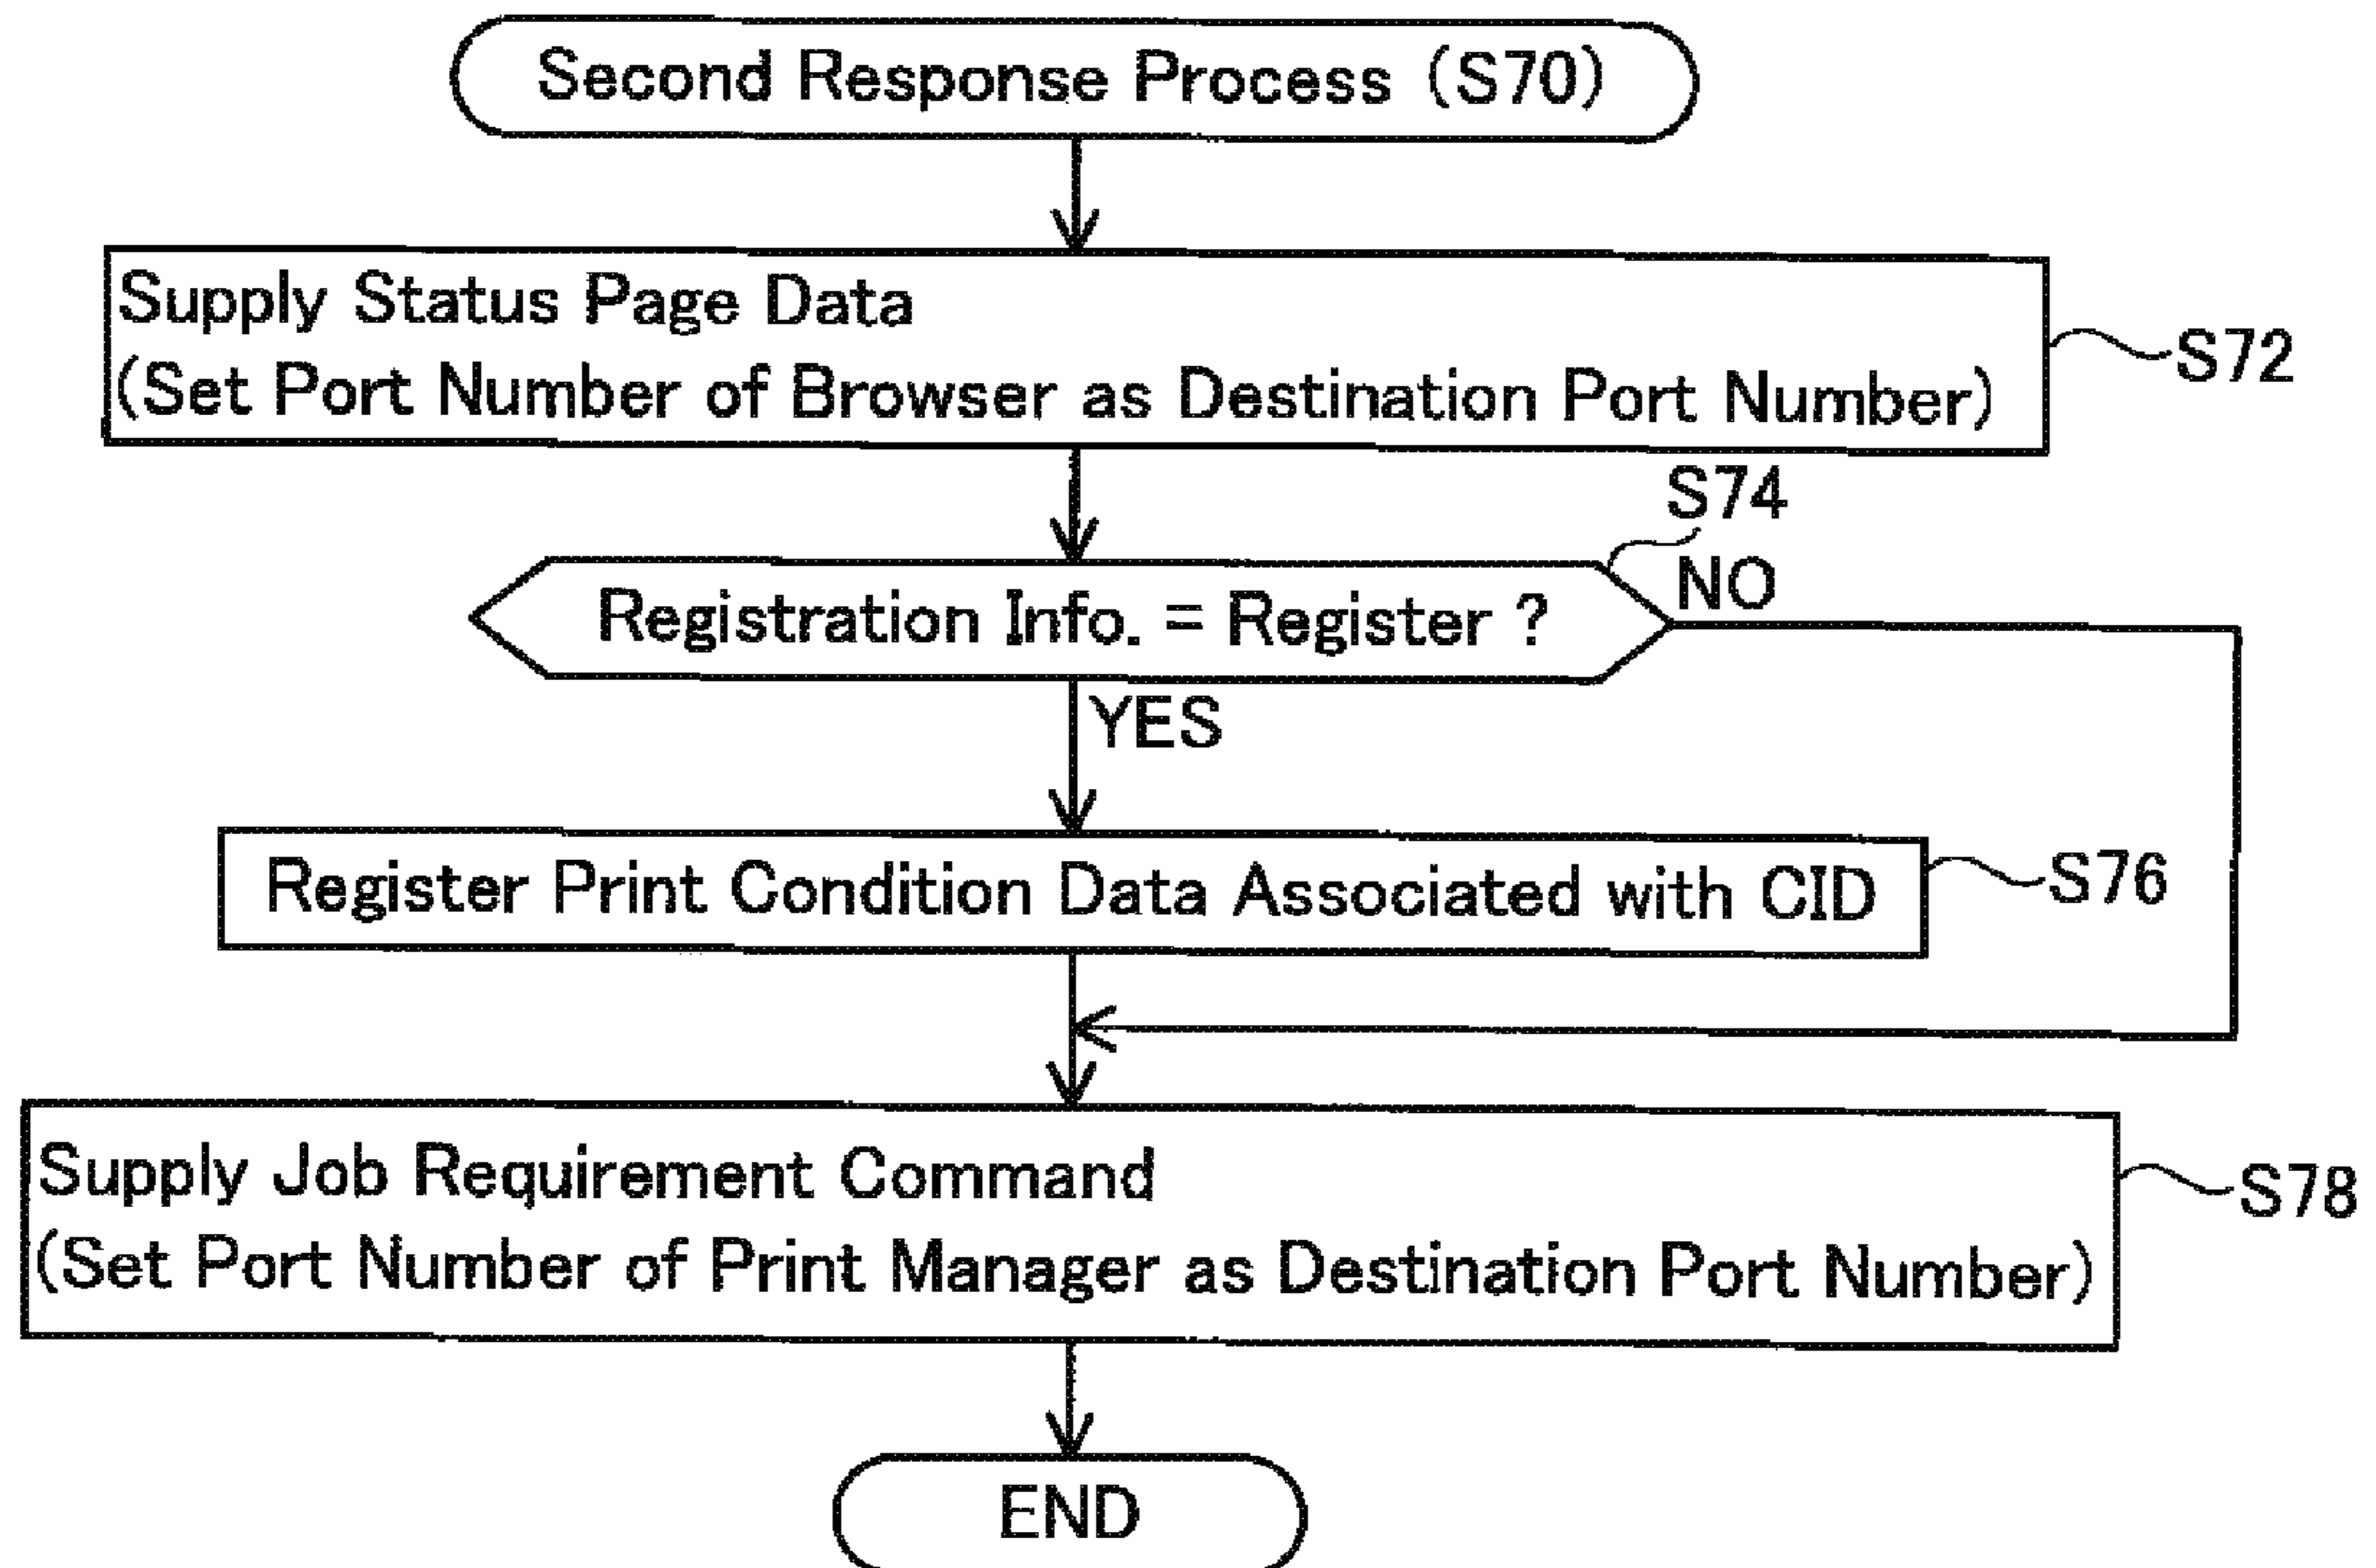 Second Response Process (S70)
Supply Status Page Data
(Set Port Number of Browser as Destination Port Number)
S72
S74
Registration Info. = Register ?
NO
YES
Register Print Condition Data Associated with CID
S76
Supply Job Requirement Command
(Set Port Number of Print Manager as Destination Port Number)
S78
END